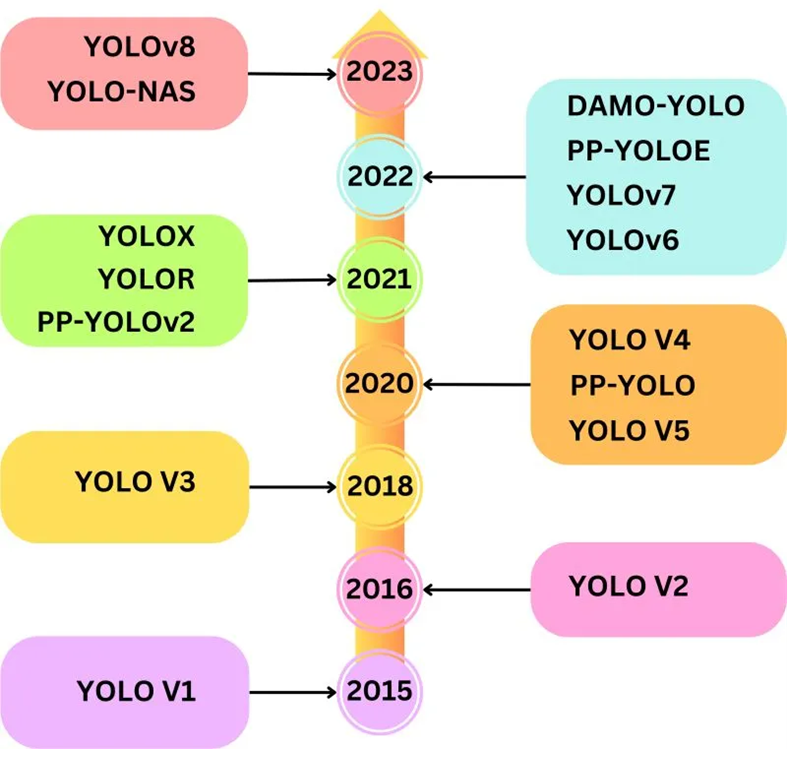 YOLOv8
YOLO-NAS
2023
DAMO-YOLO
PP-YOLOE
YOLOv7
YOLOv6
2022
YOLOX
YOLOR
PP-YOLOv2
2021
YOLO V4
PP-YOLO
YOLO V5
2020
YOLO V3
2018
YOLO V2
2016
YOLO V1
2015